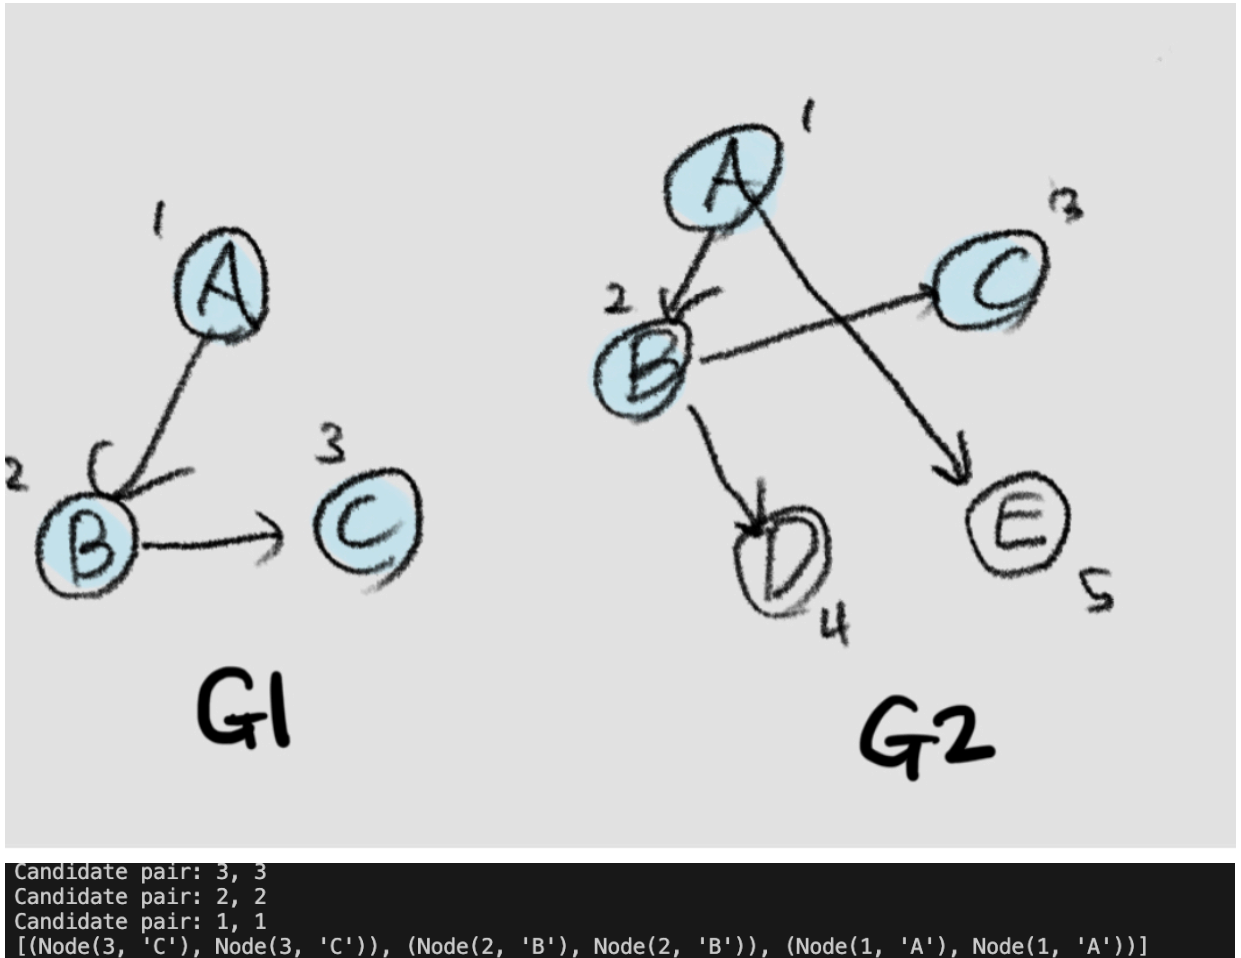 1
A
2
B
3
C
G1
A
1
2
B
C
3
D
4
E
5
G2
Candidate pair: 3, 3
Candidate pair: 2, 2
Candidate pair: 1, 1
[(Node(3, 'C'), Node(3, 'C')), (Node(2, 'B'), Node(2, 'B')), (Node(1, 'A'), Node(1, 'A'))]